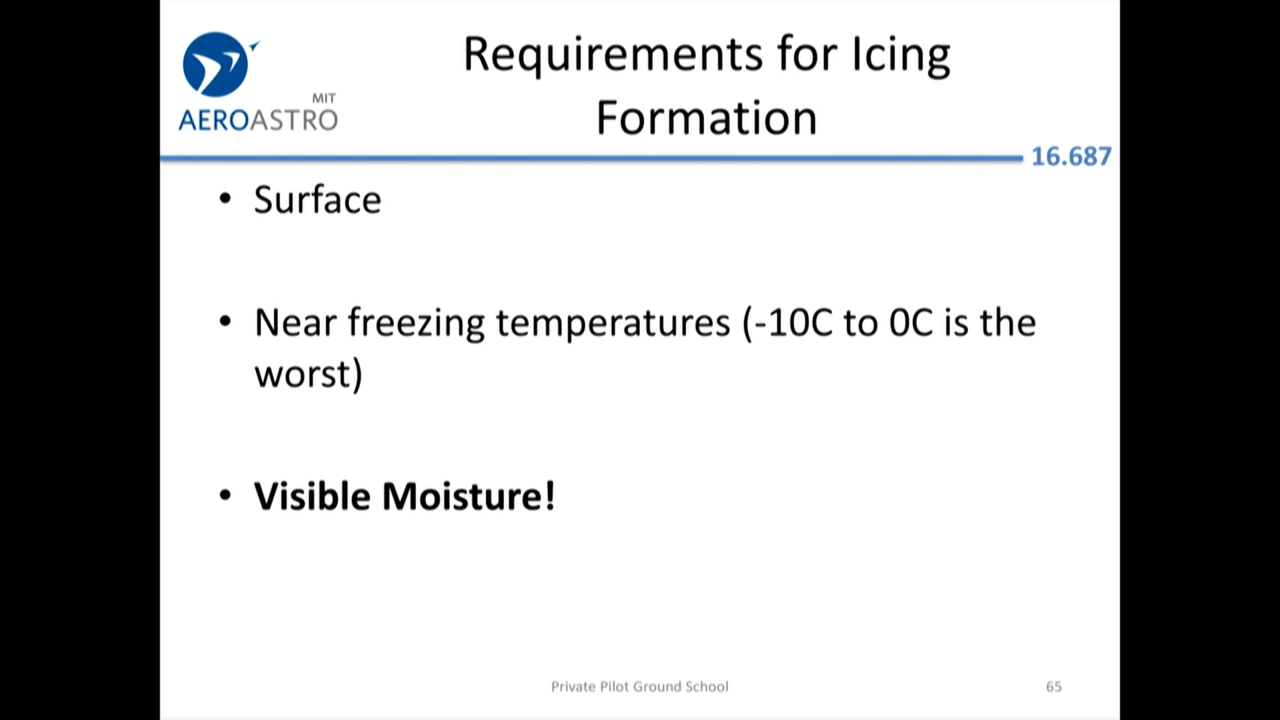 MIT
AEROASTRO
Requirements for Icing
Formation
16.687
• Surface
• Near freezing temperatures (-10C to 0C is the
worst)
• Visible Moisture!
Private Pilot Ground School
65